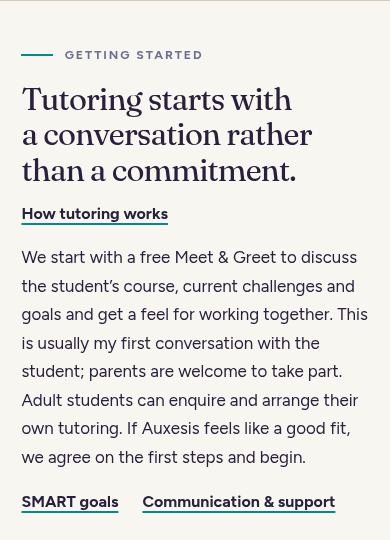 GETTING STARTED
Tutoring starts with
a conversation rather
than a commitment.
How tutoring works
We start with a free Meet & Greet to discuss
the student’s course, current challenges and
goals and get a feel for working together. This
is usually my first conversation with the
student; parents are welcome to take part.
Adult students can enquire and arrange their
own tutoring. If Auxesis feels like a good fit,
we agree on the first steps and begin.
SMART goals Communication & support